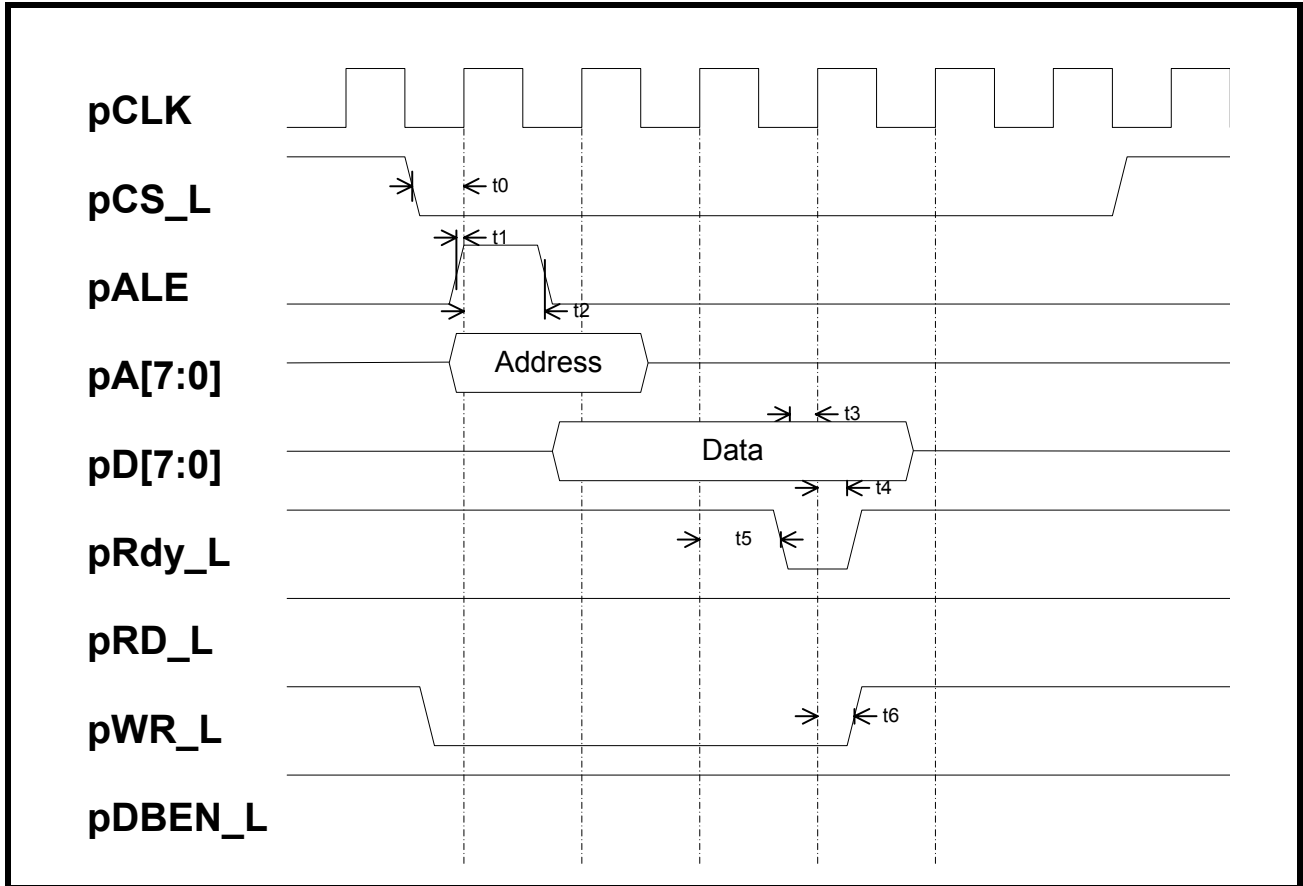 pCLK
pCS_L
t0
t1
pALE
t2
pA[7:0]
Address
t3
pD[7:0]
Data
t4
pRdy_L
t5
pRD_L
pWR_L
t6
pDBEN_L